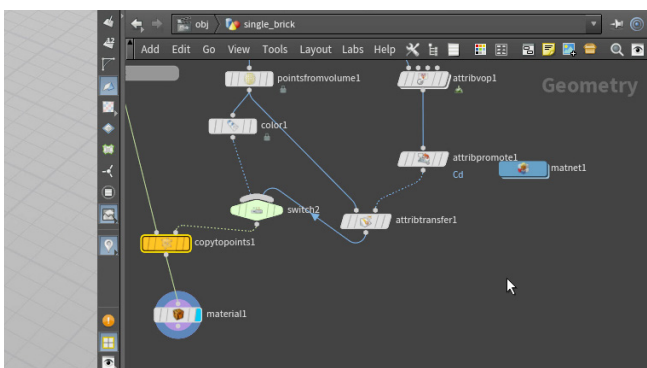 obj single_brick
Add Edit Go View Tools Layout Labs Help
Geometry
pointsfromvolume1
attribvop1
color1
attribpromote1
Cd
matnet1
switch2
attribtransfer1
copytopoints1
material1